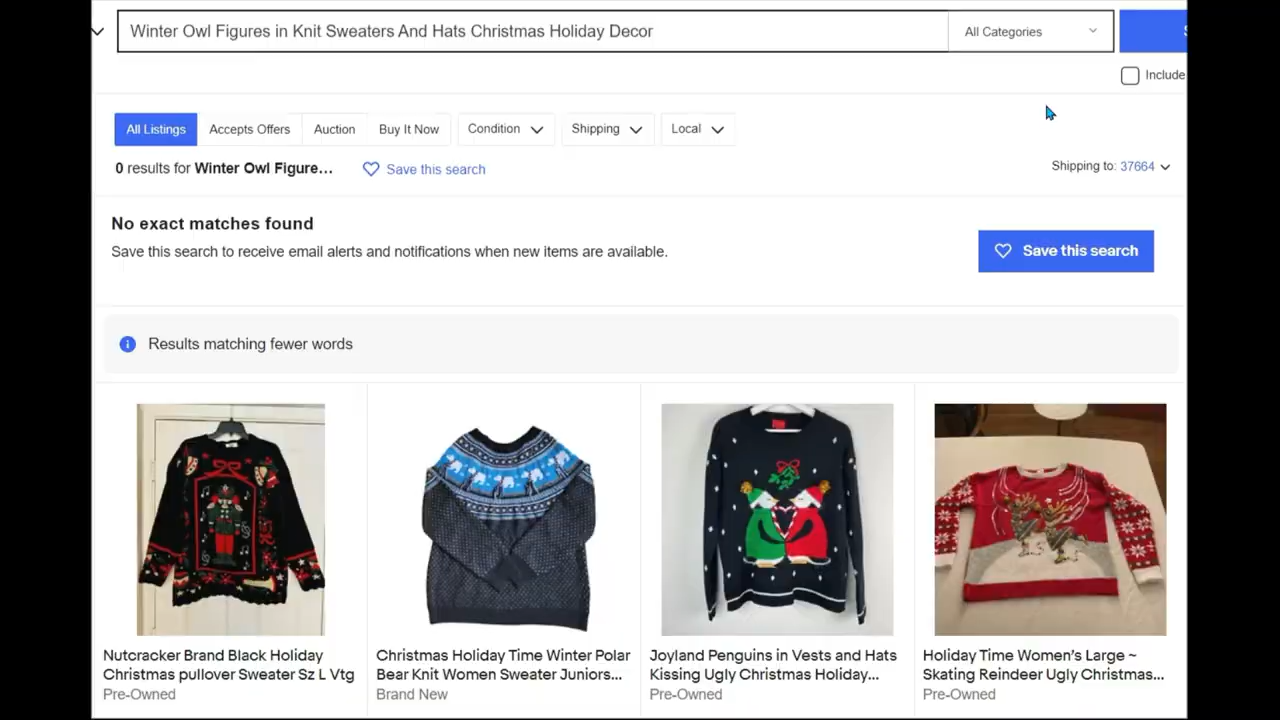 Winter Owl Figures in Knit Sweaters And Hats Christmas Holiday Decor
All Categories
Include
All Listings
Accepts Offers
Auction
Buy It Now
Condition
Shipping
Local
0 results for Winter Owl Figure...
Save this search
Shipping to: 37664
No exact matches found
Save this search to receive email alerts and notifications when new items are available.
Save this search
Results matching fewer words
Nutcracker Brand Black Holiday
Christmas pullover Sweater Sz L Vtg
Pre-Owned
Christmas Holiday Time Winter Polar
Bear Knit Women Sweater Juniors...
Brand New
Joyland Penguins in Vests and Hats
Kissing Ugly Christmas Holiday...
Pre-Owned
Holiday Time Women's Large ~
Skating Reindeer Ugly Christmas...
Pre-Owned